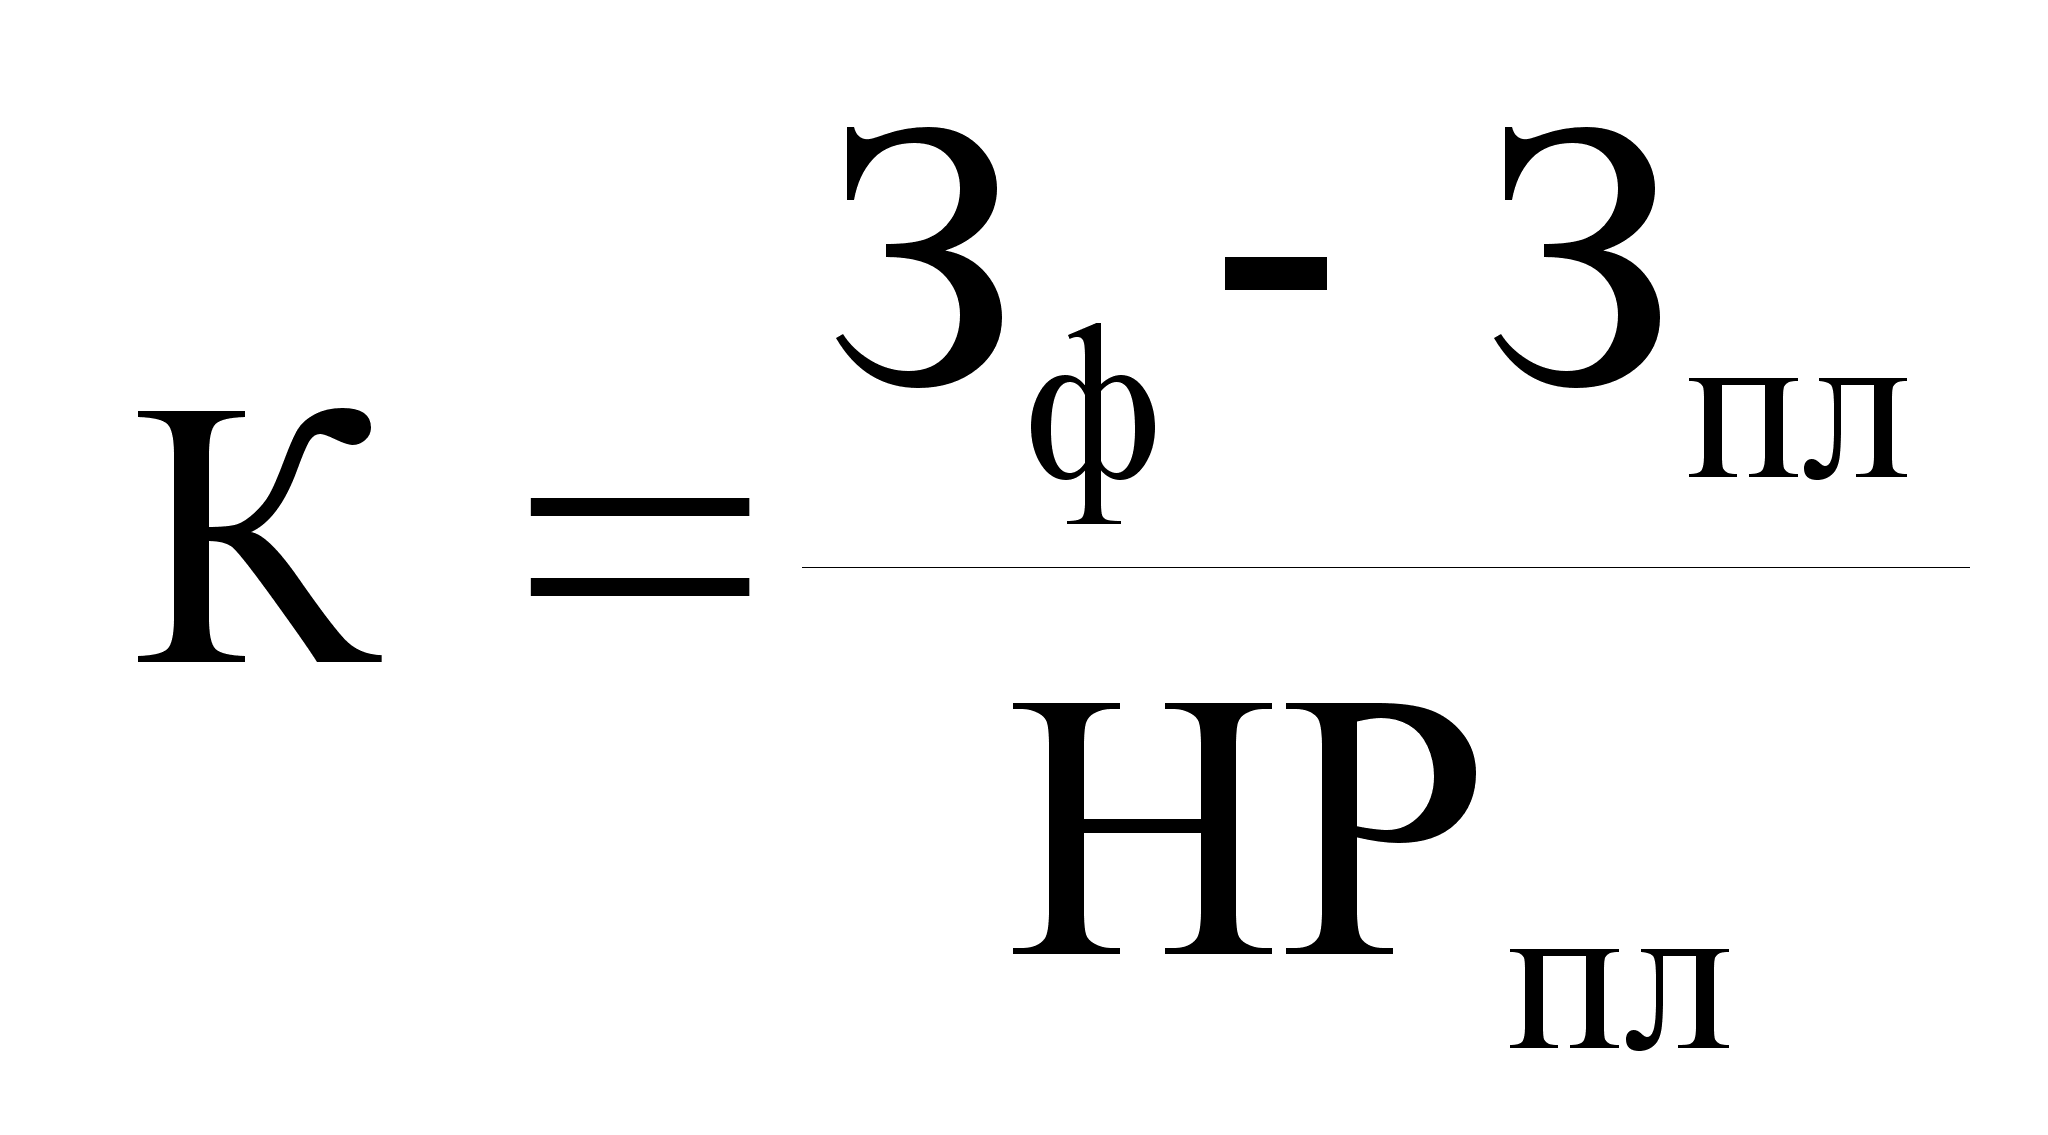 З_ф - З_пл
К =
НР_пл